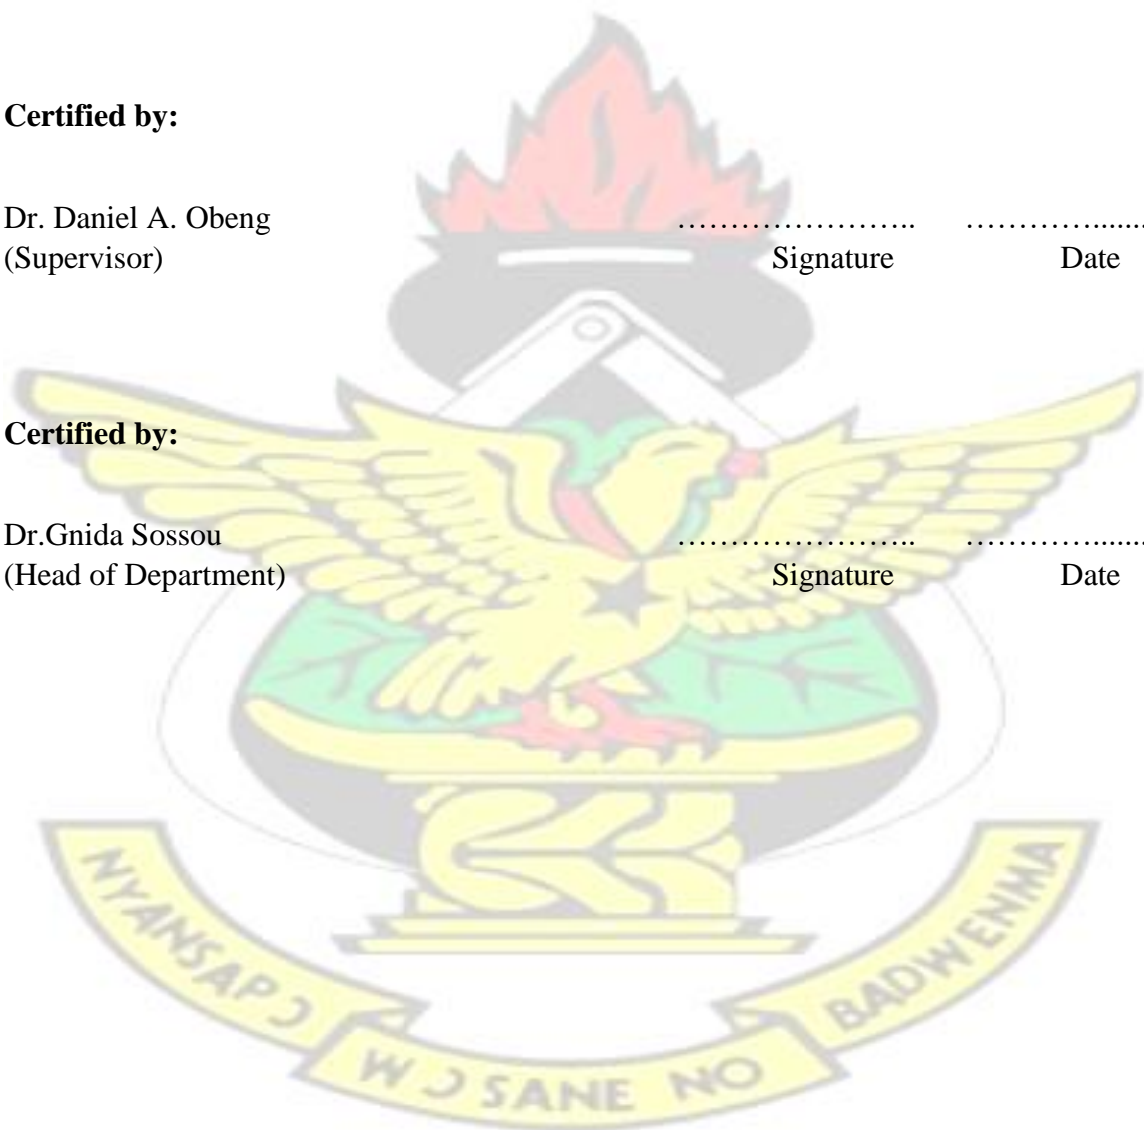 Certified by:
Dr. Daniel A. Obeng ………………….. …………........
(Supervisor) Signature Date
Certified by:
Dr.Gnida Sossou ………………….. …………........
(Head of Department) Signature Date
NYANSAPƆ WƆSANE NO BADWENMA